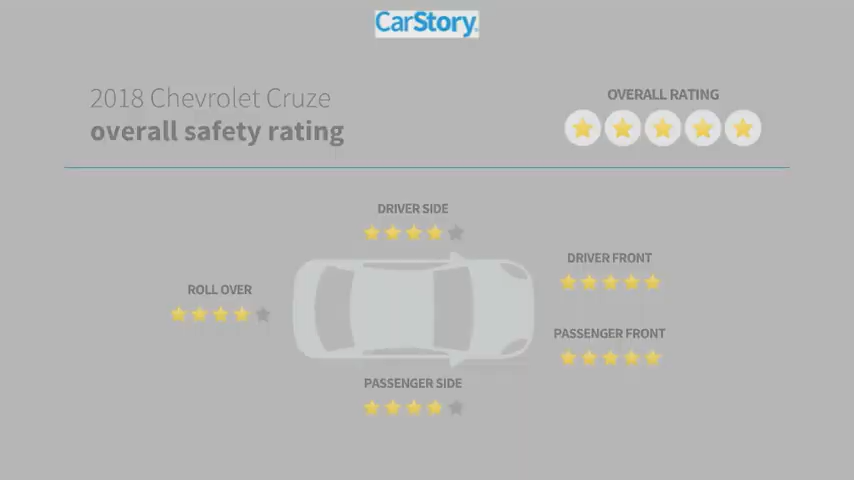 CarStory.
2018 Chevrolet Cruze
overall safety rating
OVERALL RATING
DRIVER SIDE
DRIVER FRONT
ROLL OVER
PASSENGER FRONT
PASSENGER SIDE